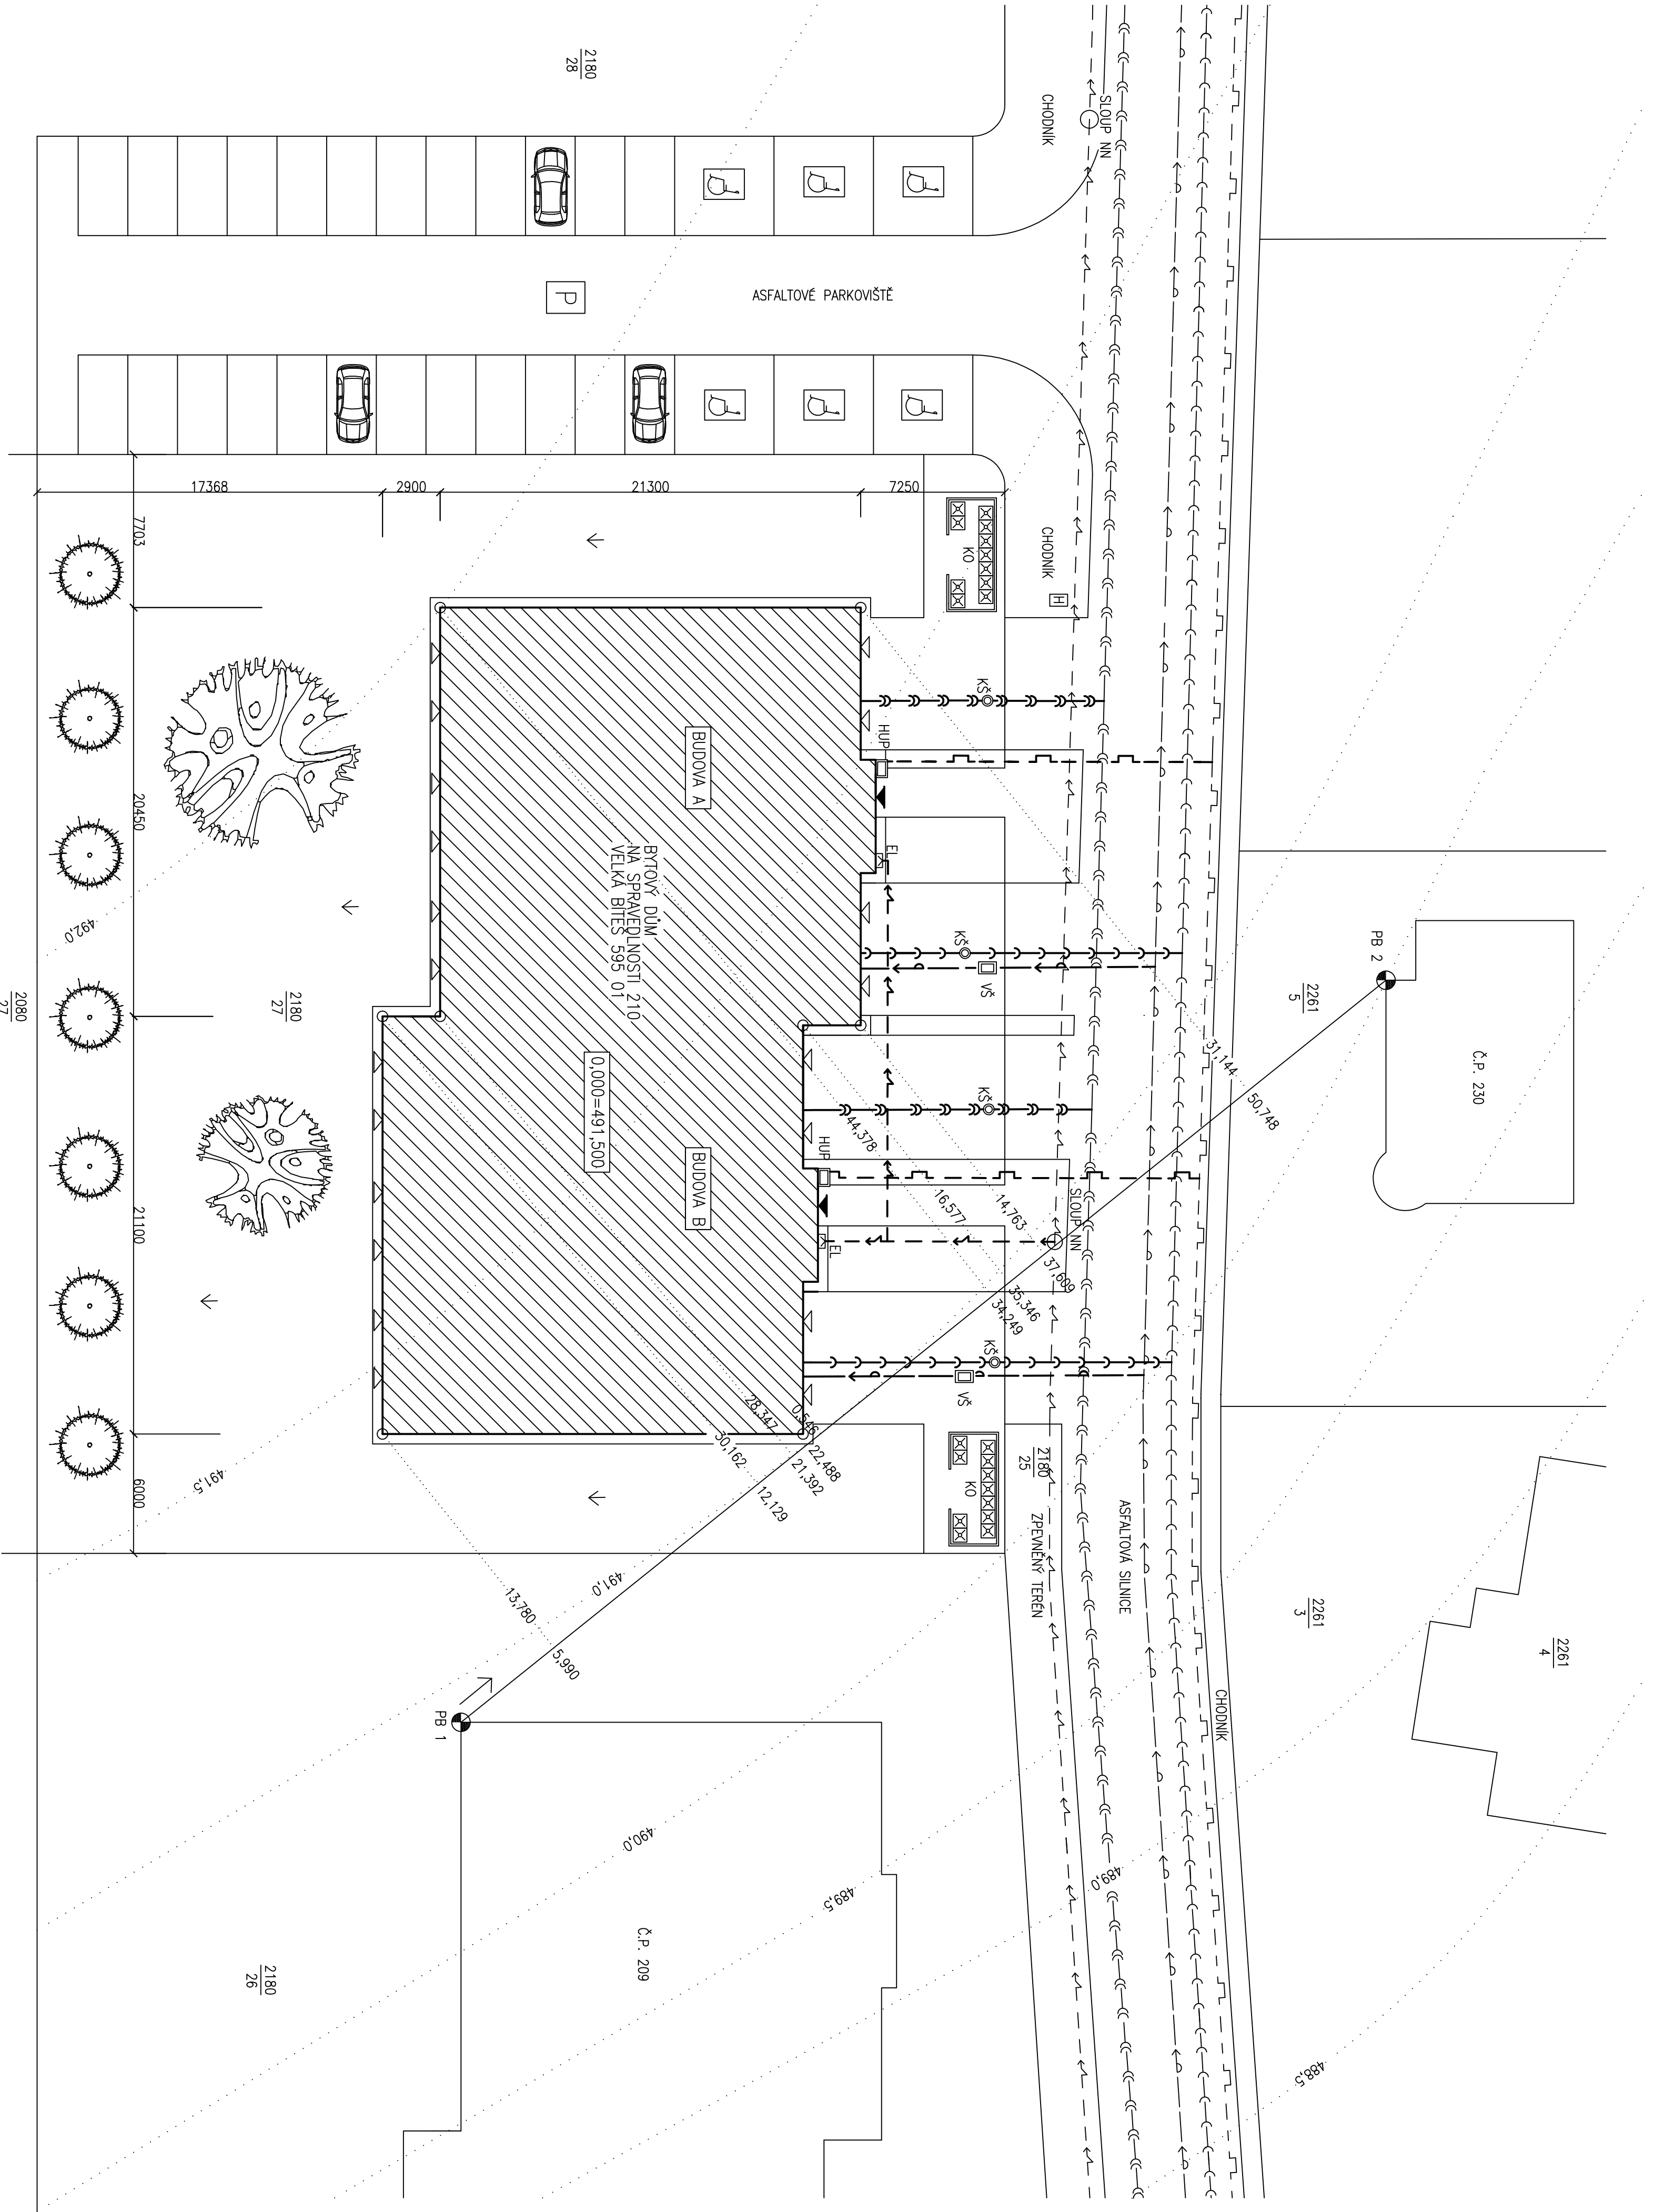 2180
28
CHODNÍK
SLOUP NN
ASFALTOVÉ PARKOVIŠTĚ
P
17368
2900
21300
7250
7703
KO
CHODNÍK
H
KŠ
HUP
BUDOVA A
20450
EL
BYTOVÝ DŮM
NA SPRAVEDLNOSTI 210
VELKÁ BÍTEŠ 595 01
492,0
KŠ
VŠ
PB 2
2080
27
2180
27
2261
5
31,144
50,748
Č.P. 230
0,000=491,500
KŠ
44,378
HUP
BUDOVA B
16,577
14,763
SLOUP NN
21100
EL
37,609
35,346
34,249
KŠ
VŠ
28,347
0,546
22,488
30,162
21,392
12,129
491,5
6000
KO
2180
25
ZPEVNĚNÝ TERÉN
ASFALTOVÁ SILNICE
491,0
13,780
5,990
2261
3
2261
4
CHODNÍK
PB 1
490,0
489,5
489,0
Č.P. 209
2180
26
488,5